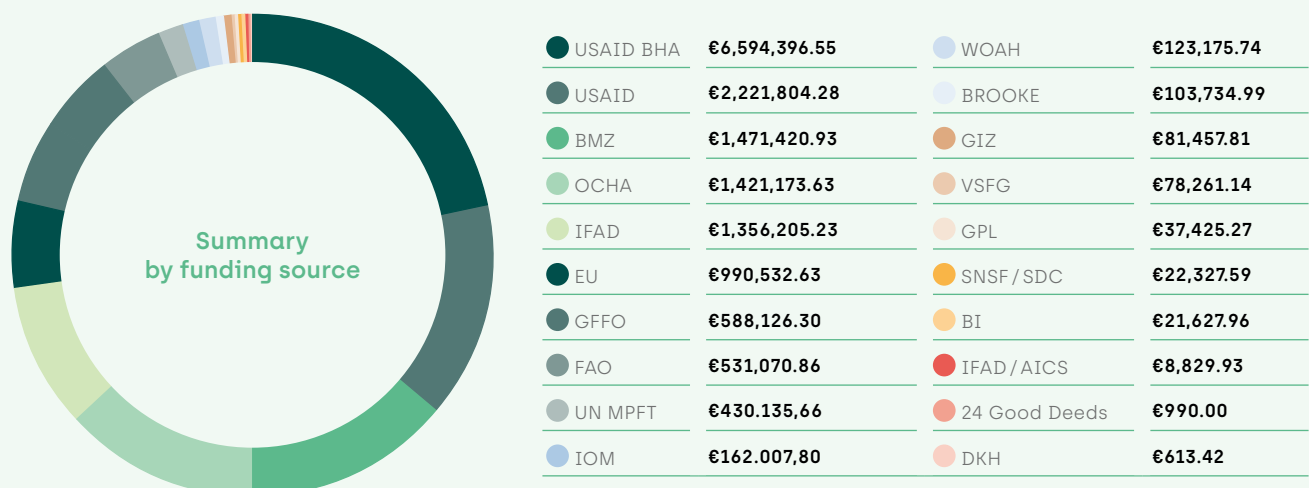 Summary
by funding source
USAID BHA €6,594,396.55
USAID €2,221,804.28
BMZ €1,471,420.93
OCHA €1,421,173.63
IFAD €1,356,205.23
EU €990,532.63
GFFO €588,126.30
FAO €531,070.86
UN MPFT €430.135,66
IOM €162.007,80
WOAH €123,175.74
BROOKE €103,734.99
GIZ €81,457.81
VSFG €78,261.14
GPL €37,425.27
SNSF/SDC €22,327.59
BI €21,627.96
IFAD/AICS €8,829.93
24 Good Deeds €990.00
DKH €613.42